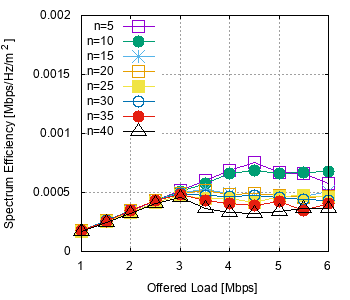 0.002
0.0015
0.001
0.0005
0
Spectrum Efficiency [Mbps/Hz/m²]
n=5
n=10
n=15
n=20
n=25
n=30
n=35
n=40
1 2 3 4 5 6
Offered Load [Mbps]